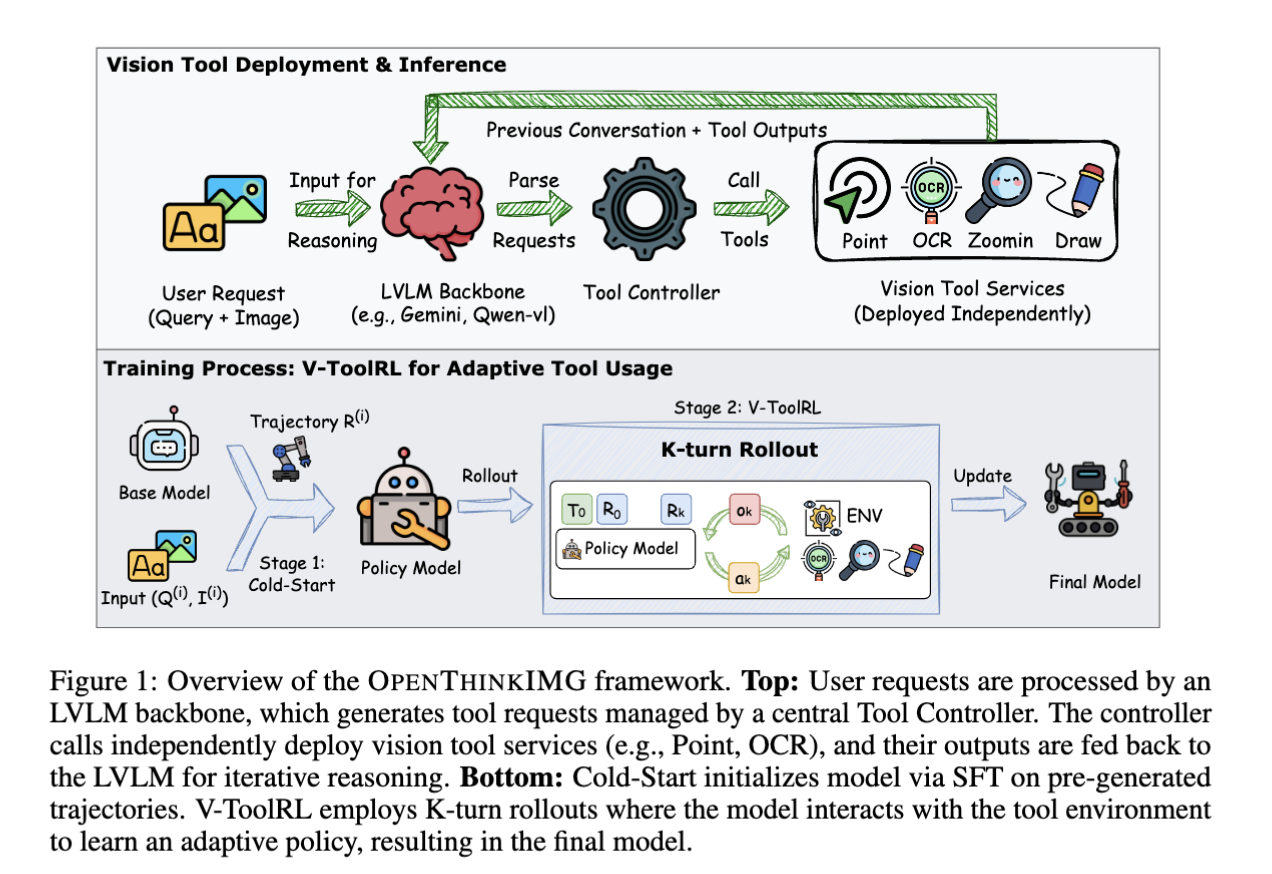 Vision Tool Deployment & Inference
Previous Conversation + Tool Outputs
Input for
Reasoning
Parse
Requests
Call
Tools
Aa
OCR
Point
OCR
Zoomin
Draw
User Request
(Query + Image)
LVLM Backbone
(e.g., Gemini, Qwen-vl)
Tool Controller
Vision Tool Services
(Deployed Independently)
Training Process: V-ToolRL for Adaptive Tool Usage
Base Model
Aa
Input (Q(i), I(i))
Trajectory R(i)
Stage 1:
Cold-Start
Policy Model
Rollout
Stage 2: V-ToolRL
K-turn Rollout
T0
R0
Rk
Policy Model
ok
ak
ENV
OCR
Update
Final Model
Figure 1: Overview of the OPENTHINKIMG framework. Top: User requests are processed by an
LVLM backbone, which generates tool requests managed by a central Tool Controller. The controller
calls independently deploy vision tool services (e.g., Point, OCR), and their outputs are fed back to
the LVLM for iterative reasoning. Bottom: Cold-Start initializes model via SFT on pre-generated
trajectories. V-ToolRL employs K-turn rollouts where the model interacts with the tool environment
to learn an adaptive policy, resulting in the final model.